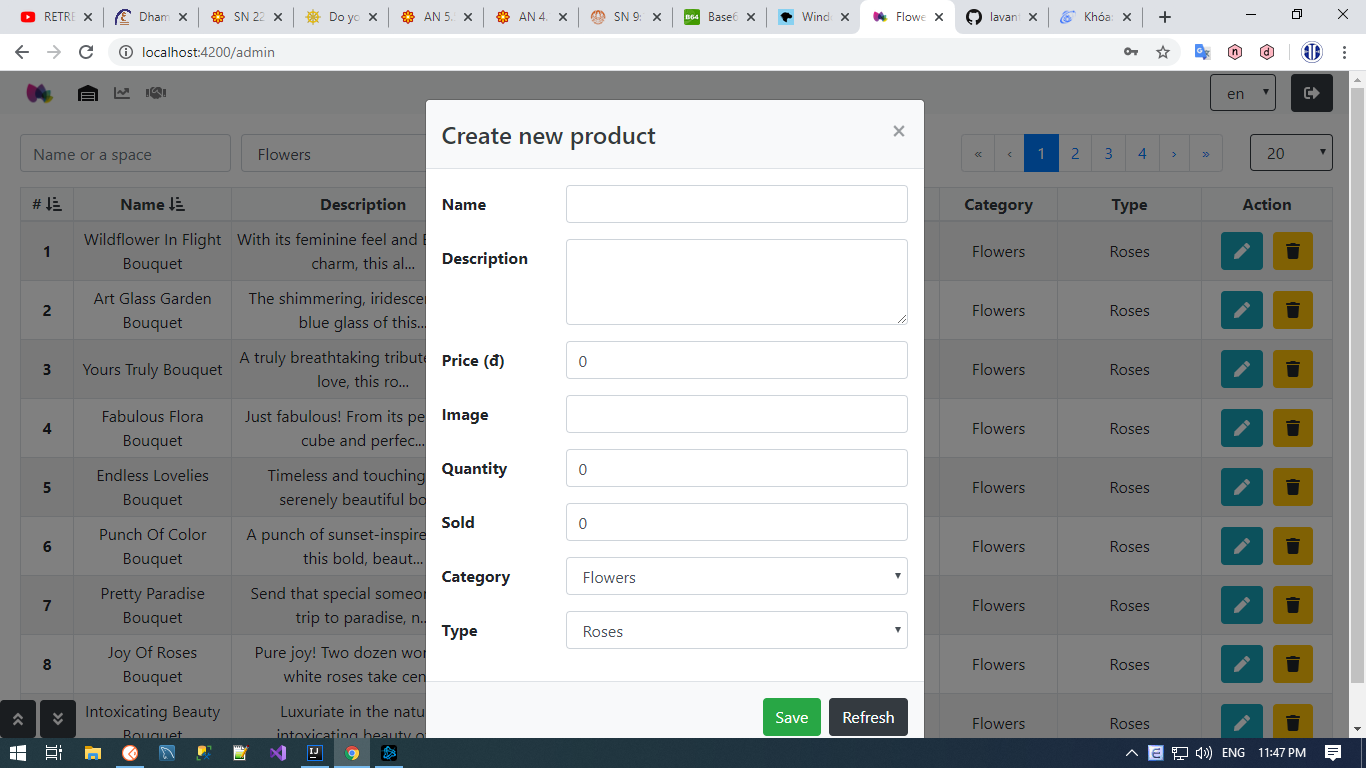 RETRE
Dham
SN 22
Do yo
AN 5.
AN 4.
SN 9:
Base6
Wind
Flowe
lavan
Khóa:
localhost:4200/admin
en
Create new product
×
Name or a space
Flowers
« ‹ 1 2 3 4 › »
20
# Name Description Category Type Action
Name
Description
Price (đ)
0
Image
Quantity
0
Sold
0
Category
Flowers
Type
Roses
Save
Refresh
1 Wildflower In Flight With its feminine feel and Flowers Roses
Bouquet charm, this al...
2 Art Glass Garden The shimmering, iridescen Flowers Roses
Bouquet blue glass of this...
3 Yours Truly Bouquet A truly breathtaking tribute Flowers Roses
love, this ro...
4 Fabulous Flora Just fabulous! From its pe Flowers Roses
Bouquet cube and perfec...
5 Endless Lovelies Timeless and touching Flowers Roses
Bouquet serenely beautiful bo
6 Punch Of Color A punch of sunset-inspire Flowers Roses
Bouquet this bold, beaut...
7 Pretty Paradise Send that special someon Flowers Roses
Bouquet trip to paradise, n...
8 Joy Of Roses Pure joy! Two dozen wor Flowers Roses
Bouquet white roses take cen
Intoxicating Beauty Luxuriate in the natu Flowers Roses
Bouquet intoxicating beauty o
ENG 11:47 PM